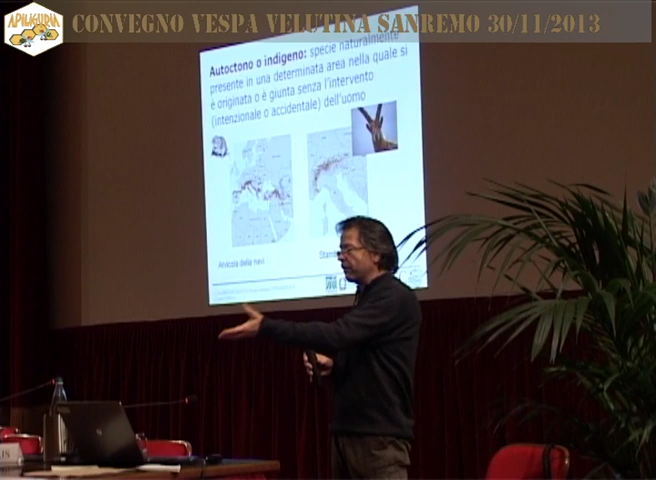 APILIGURIA
CONVEGNO VESPA VELUTINA SANREMO 30/11/2013
Autoctono o indigeno: specie naturalmente
presente in una determinata area nella quale si
è originata o è giunta senza l'intervento
(intenzionale o accidentale) dell'uomo
Arvicola delle nevi